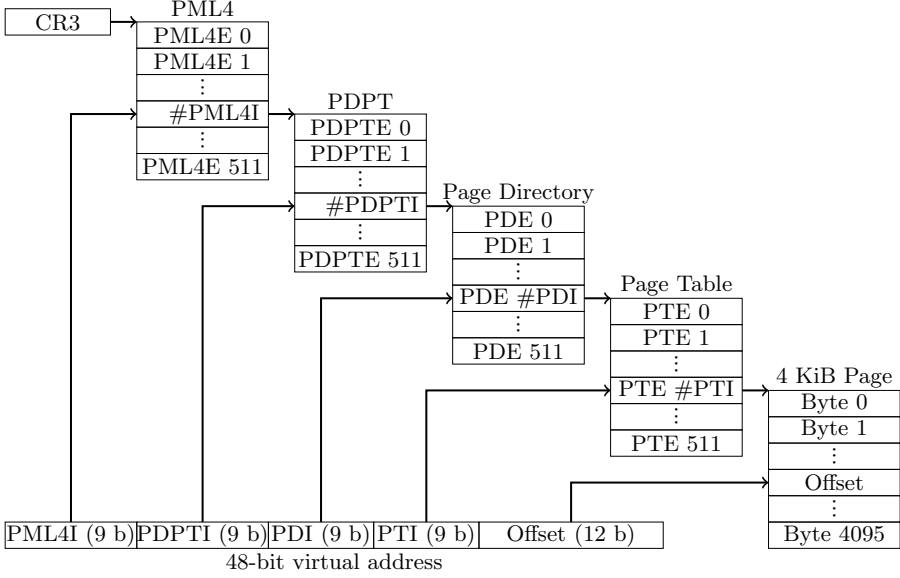 CR3
PML4
PML4E 0
PML4E 1
⋮
#PML4I
⋮
PML4E 511
PDPT
PDPTE 0
PDPTE 1
⋮
#PDPTI
⋮
PDPTE 511
Page Directory
PDE 0
PDE 1
⋮
PDE #PDI
⋮
PDE 511
Page Table
PTE 0
PTE 1
⋮
PTE #PTI
⋮
PTE 511
4 KiB Page
Byte 0
Byte 1
⋮
Offset
⋮
Byte 4095
PML4I (9 b) PDPTI (9 b) PDI (9 b) PTI (9 b) Offset (12 b)
48-bit virtual address